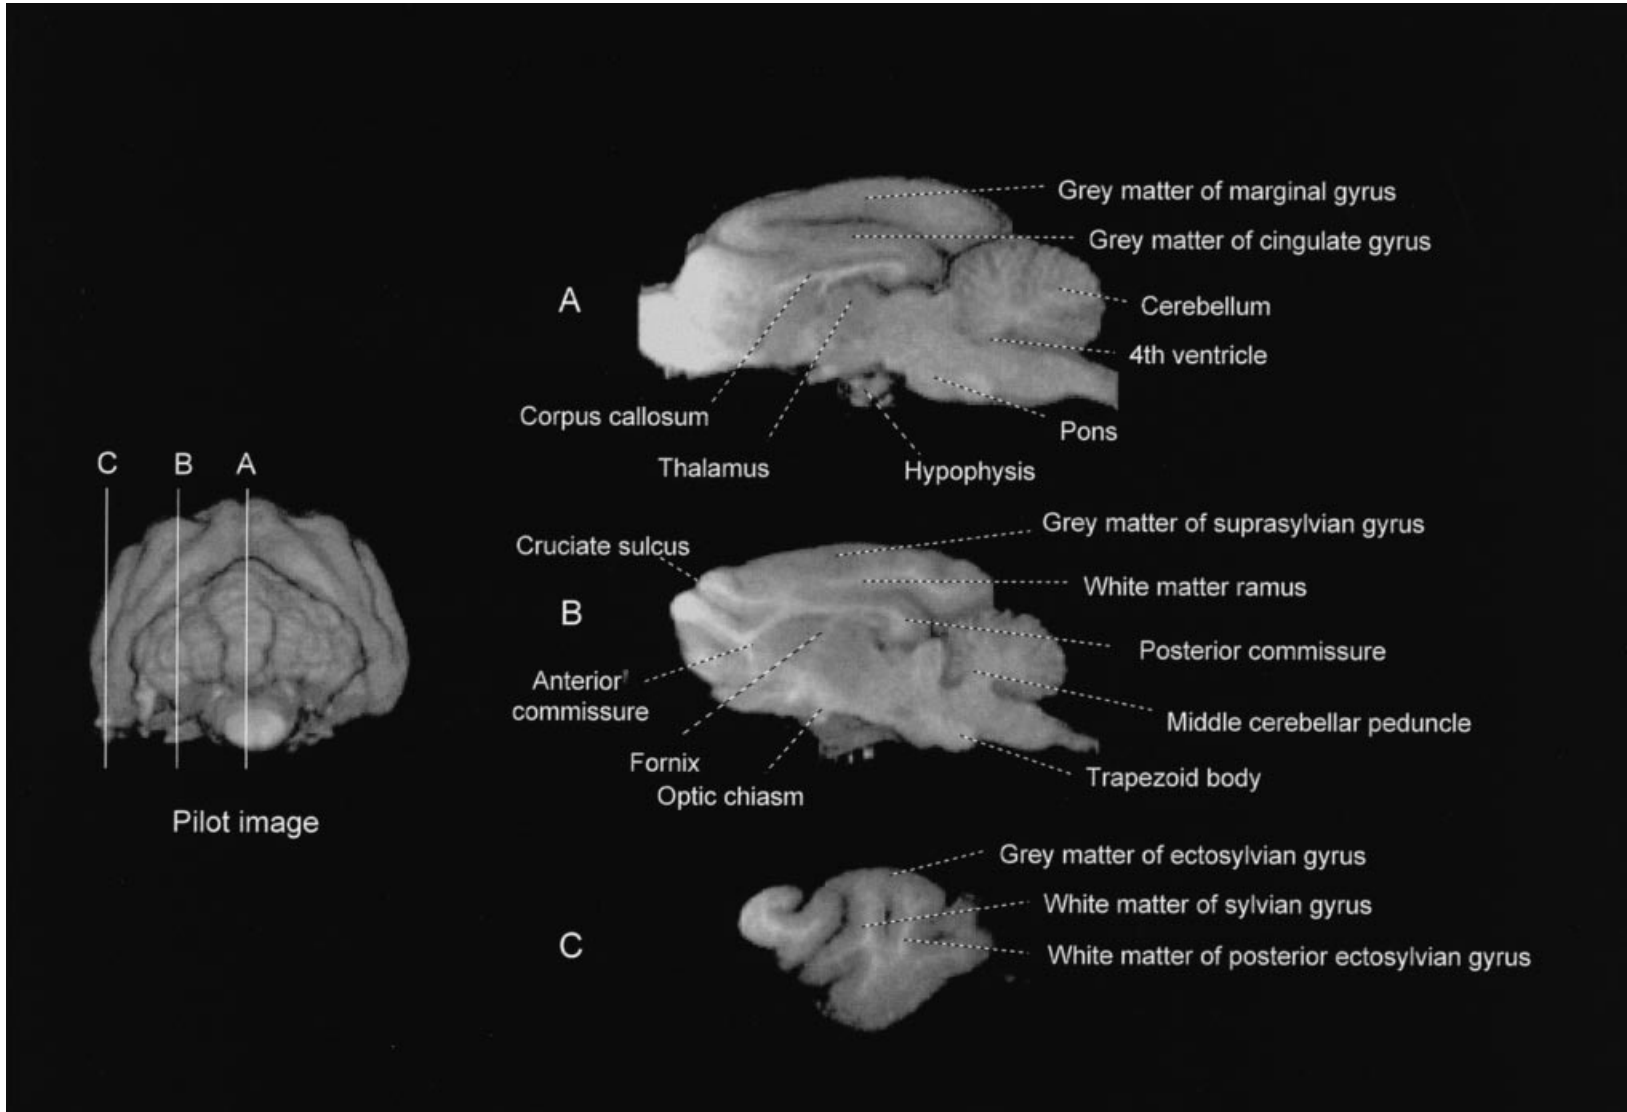 Grey matter of marginal gyrus
Grey matter of cingulate gyrus
A
Cerebellum
4th ventricle
Corpus callosum
Pons
Thalamus
Hypophysis
C B A
Grey matter of suprasylvian gyrus
Cruciate sulcus
White matter ramus
B
Posterior commissure
Anterior
commissure
Middle cerebellar peduncle
Fornix
Trapezoid body
Optic chiasm
Pilot image
Grey matter of ectosylvian gyrus
White matter of sylvian gyrus
C
White matter of posterior ectosylvian gyrus